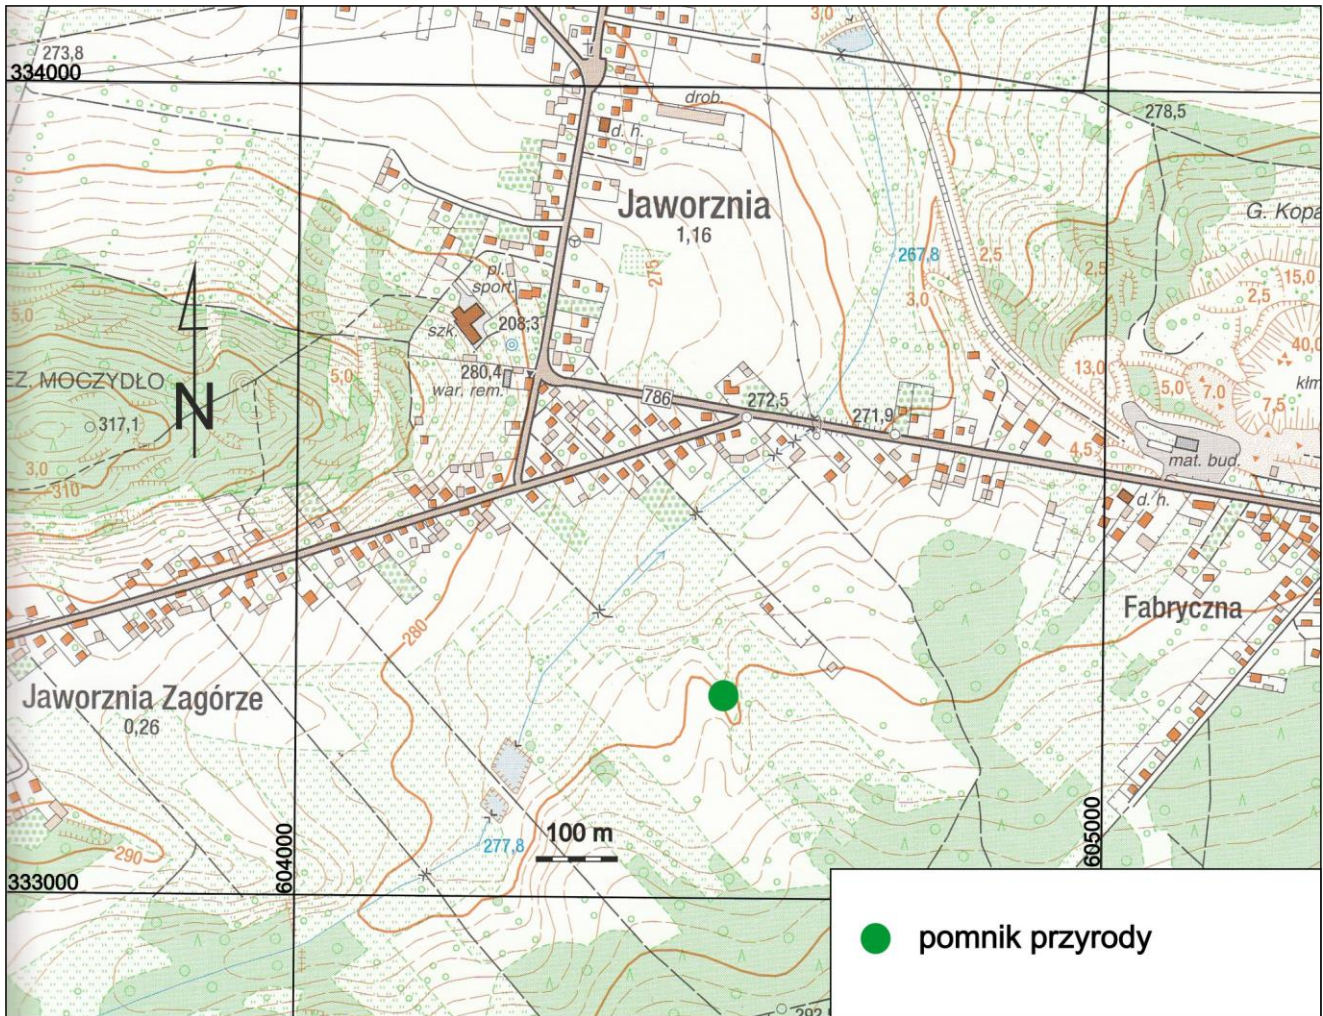 3,0
273,8
334000
drob.
278,5
d. h.
Jaworznia
1,16
G. Kopa
267,8
2,5
2,5
15,0
2,5
275
pl.
sport.
3,0
5,0
szk.
208,3
40,0
5,0
280,4
war. rem.
13,0
EZ. MOCZYDŁO
5,0
7.0
kłm
786
272,5
7,5
N
271,9
317,1
4,5
3,0
mat. bud.
310
d. h.
Fabryczna
280
Jaworznia Zagórze
0,26
100 m
277,8
290
604000
605000
333000
pomnik przyrody